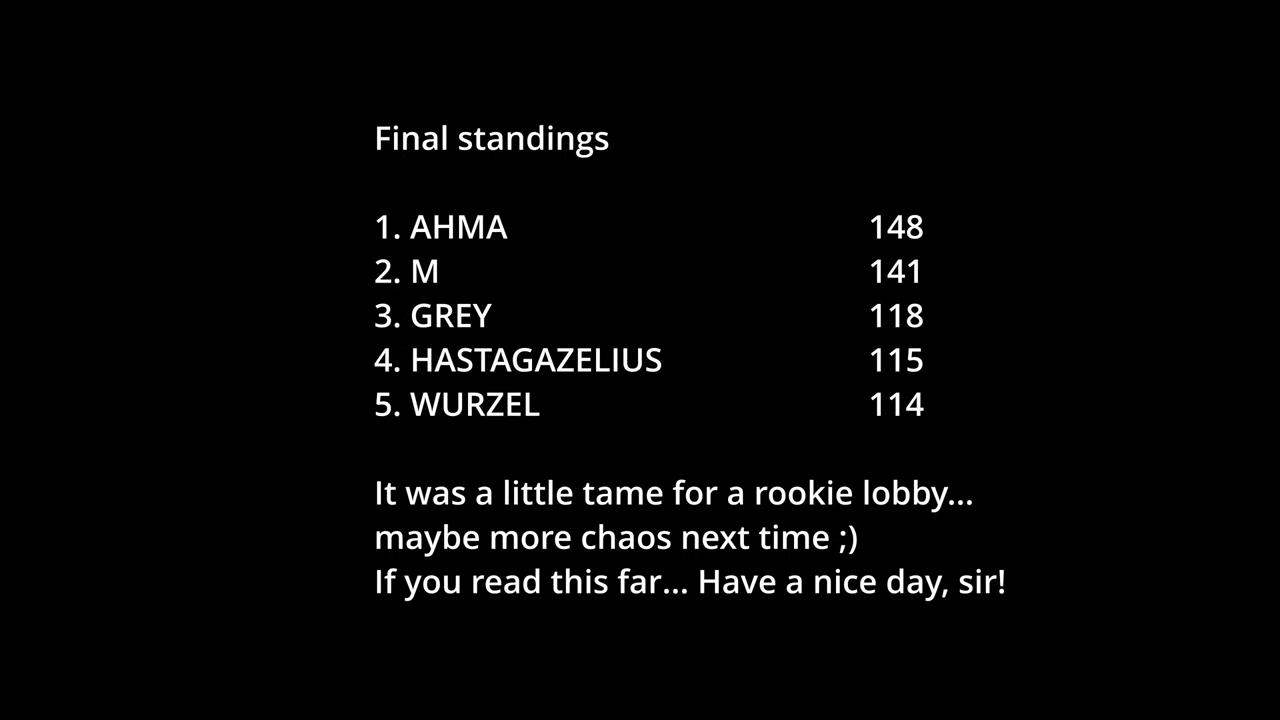 Final standings
1. AHMA 148
2. M 141
3. GREY 118
4. HASTAGAZELIUS 115
5. WURZEL 114
It was a little tame for a rookie lobby...
maybe more chaos next time ;)
If you read this far... Have a nice day, sir!